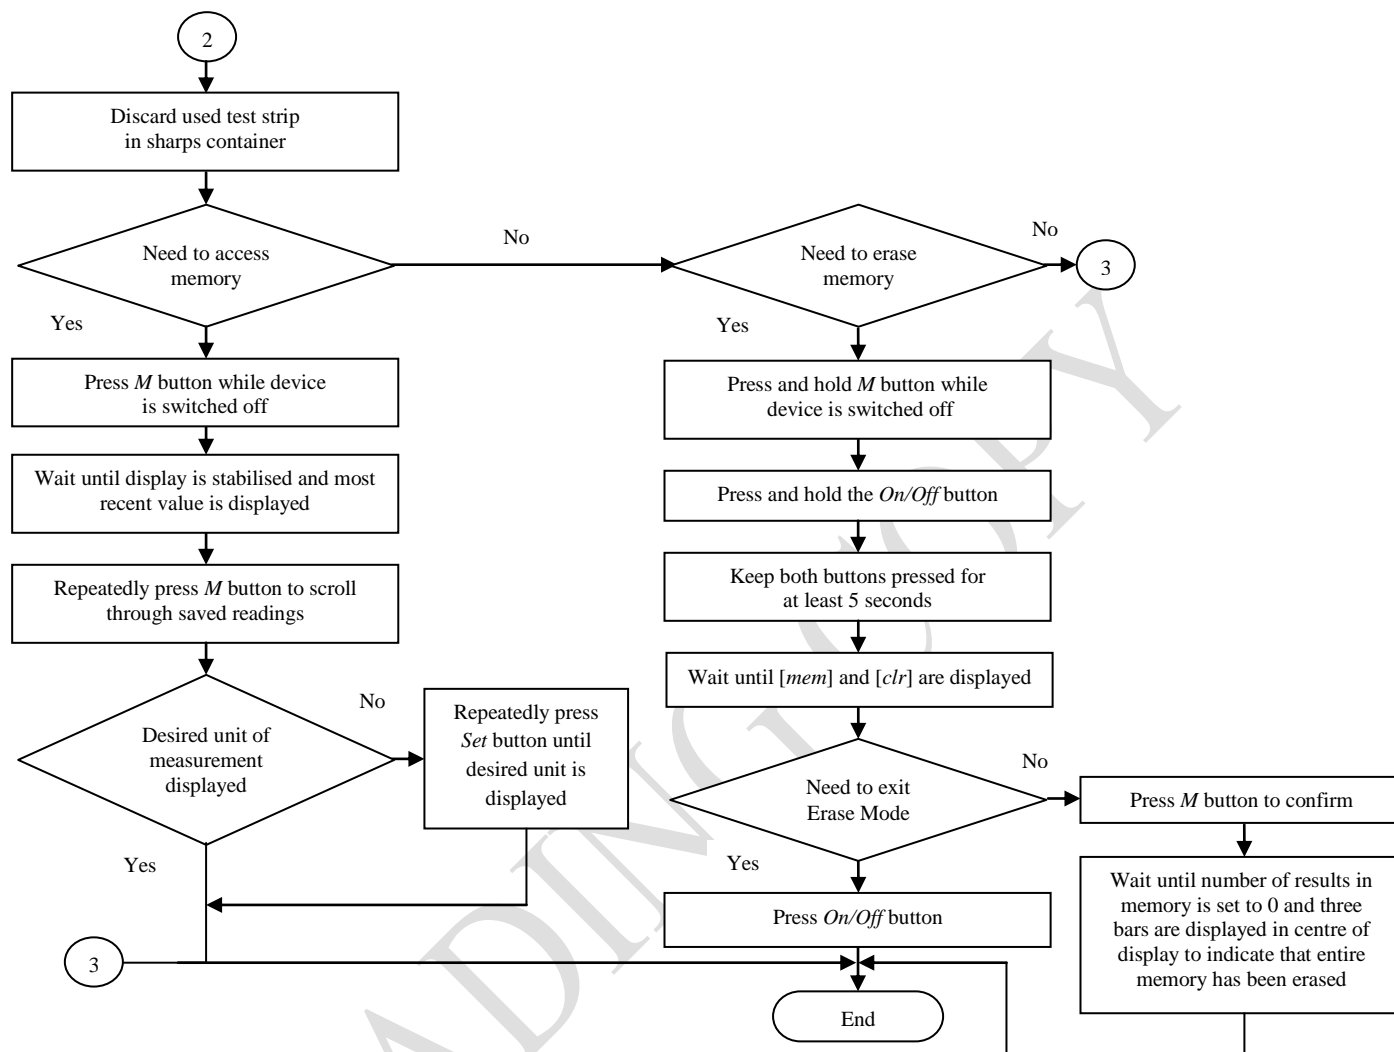 2
Discard used test strip
in sharps container
Need to access
memory
No
Yes
Press M button while device
is switched off
Wait until display is stabilised and most
recent value is displayed
Repeatedly press M button to scroll
through saved readings
Desired unit of
measurement
displayed
No
Repeatedly press
Set button until
desired unit is
displayed
Yes
3
Need to erase
memory
No
3
Yes
Press and hold M button while
device is switched off
Press and hold the On/Off button
Keep both buttons pressed for
at least 5 seconds
Wait until [mem] and [clr] are displayed
Need to exit
Erase Mode
No
Press M button to confirm
Wait until number of results in
memory is set to 0 and three
bars are displayed in centre of
display to indicate that entire
memory has been erased
Yes
Press On/Off button
End
ADING COPY